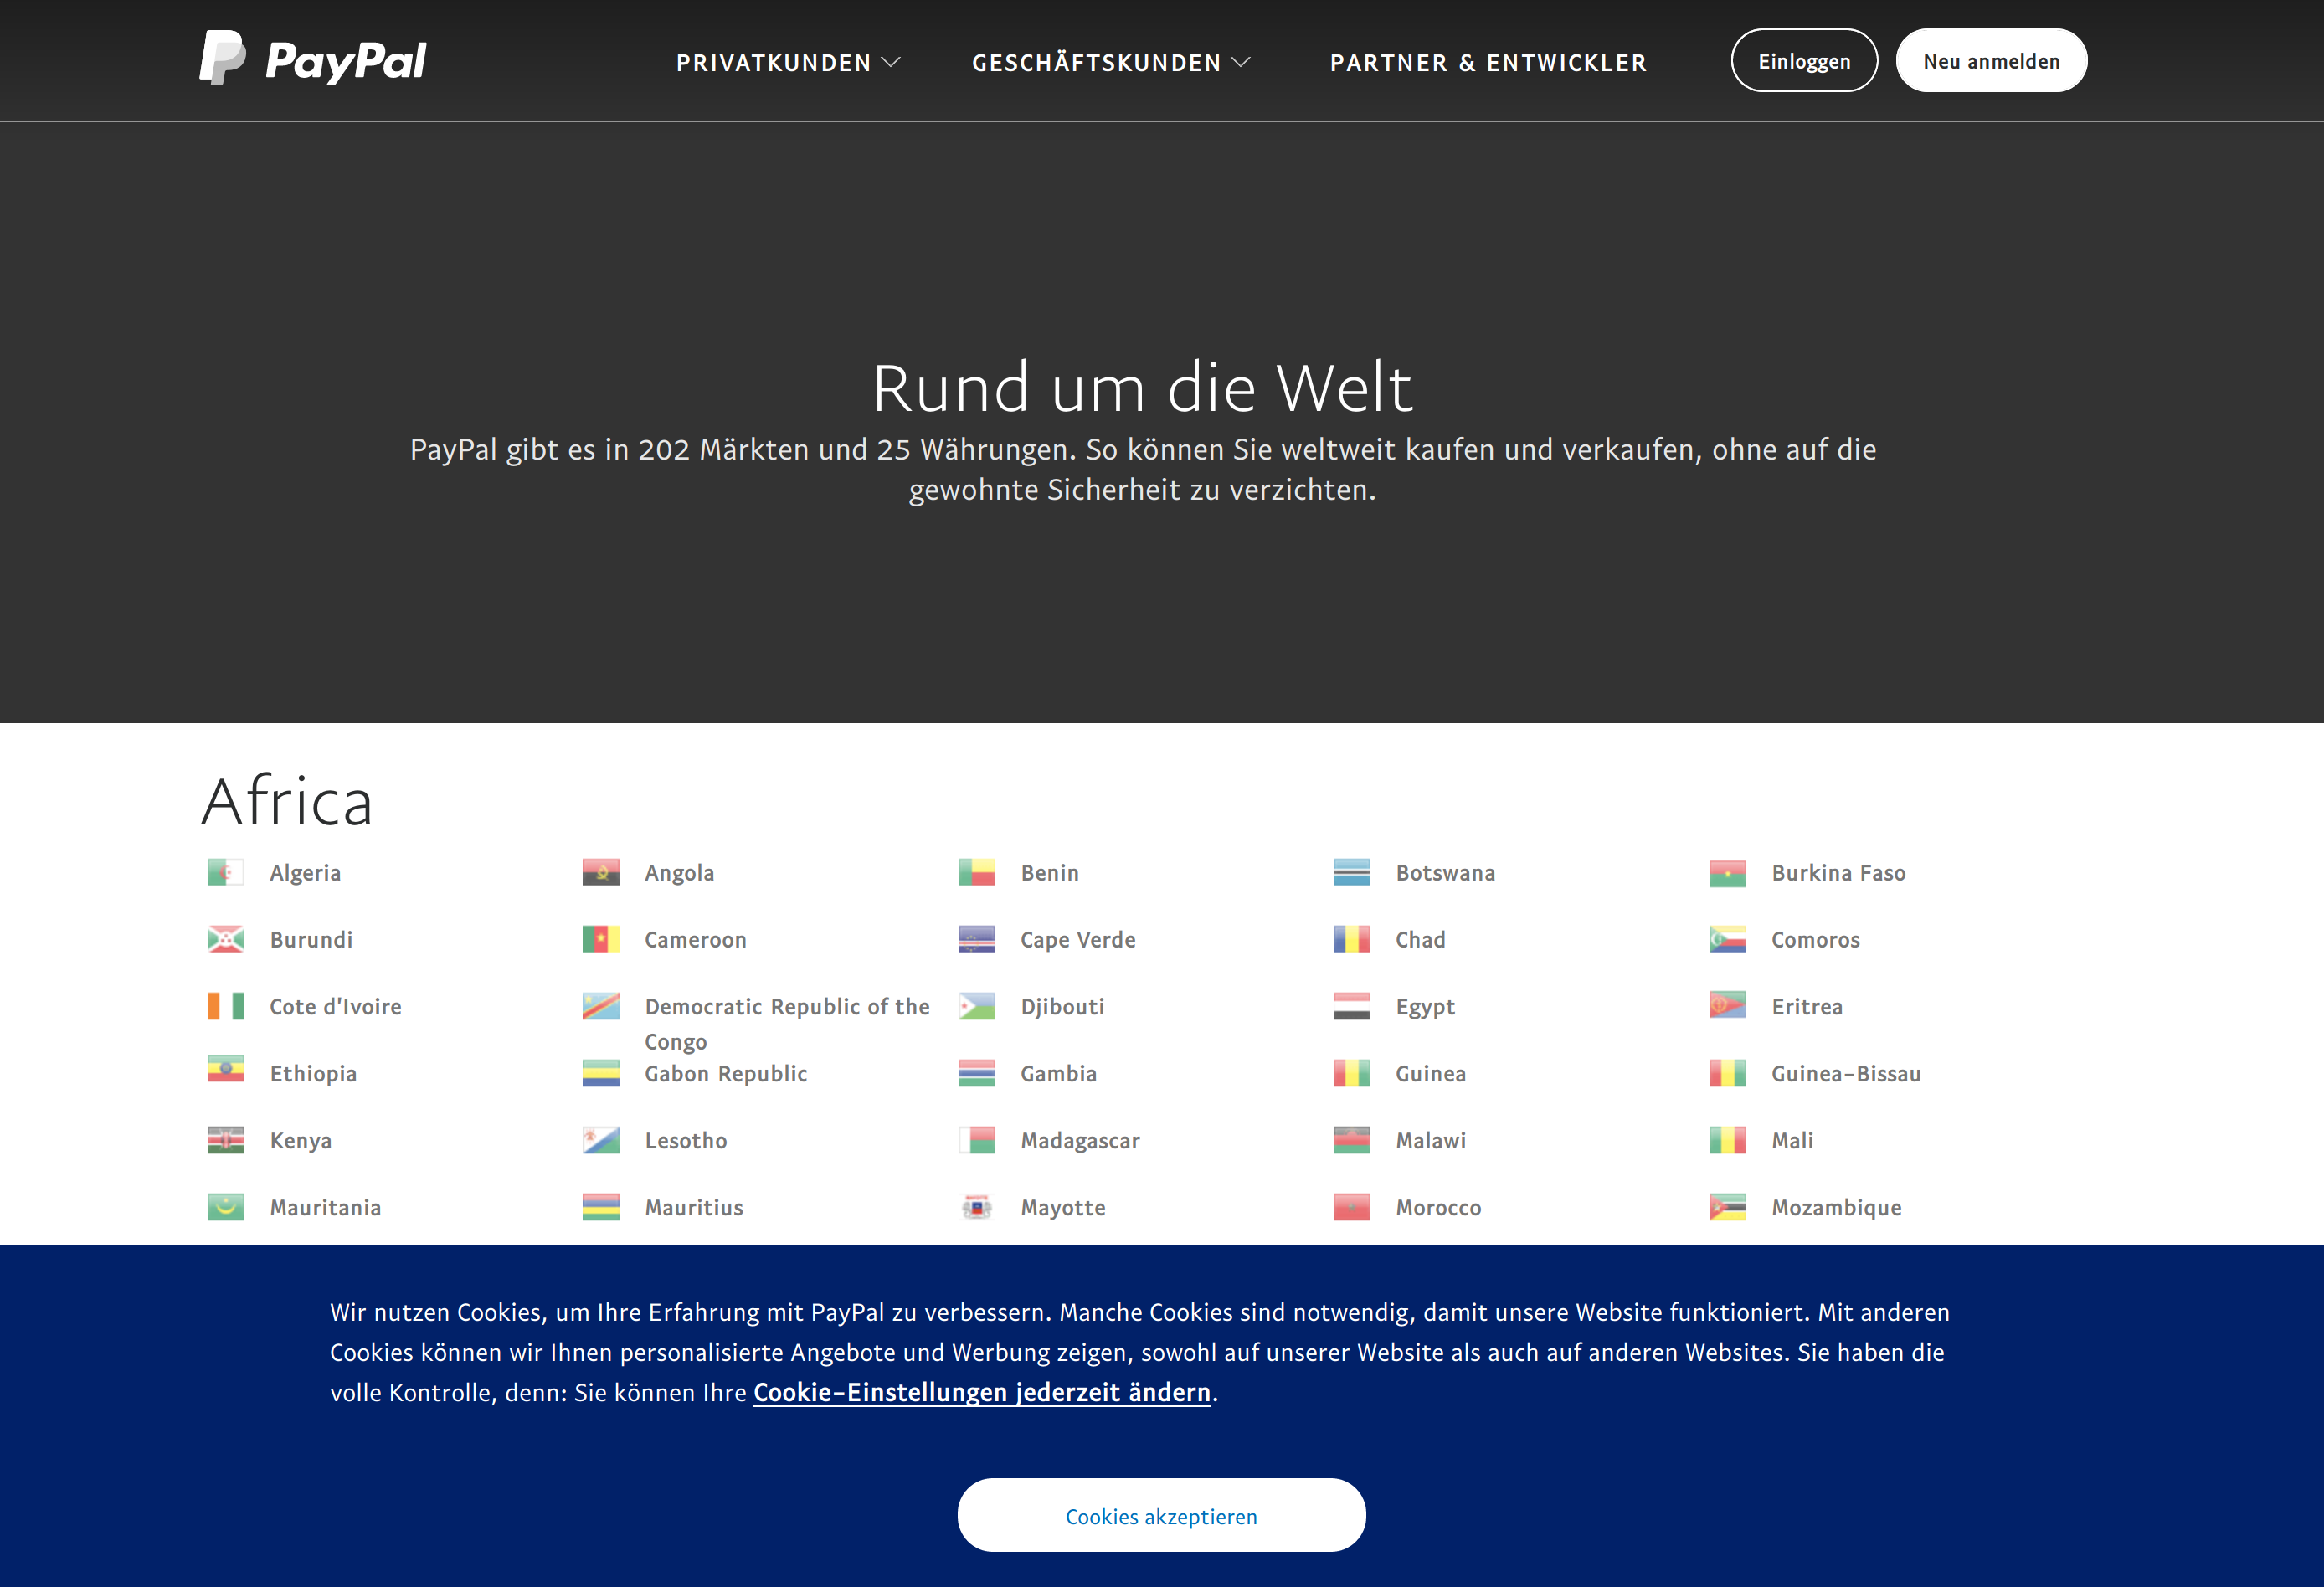 PayPal
PRIVATKUNDEN
GESCHÄFTSKUNDEN
PARTNER & ENTWICKLER
Einloggen
Neu anmelden
Rund um die Welt
PayPal gibt es in 202 Märkten und 25 Währungen. So können Sie weltweit kaufen und verkaufen, ohne auf die
gewohnte Sicherheit zu verzichten.
Africa
Algeria
Angola
Benin
Botswana
Burkina Faso
Burundi
Cameroon
Cape Verde
Chad
Comoros
Cote d'Ivoire
Democratic Republic of the
Congo
Djibouti
Egypt
Eritrea
Ethiopia
Gabon Republic
Gambia
Guinea
Guinea-Bissau
Kenya
Lesotho
Madagascar
Malawi
Mali
Mauritania
Mauritius
Mayotte
Morocco
Mozambique
Wir nutzen Cookies, um Ihre Erfahrung mit PayPal zu verbessern. Manche Cookies sind notwendig, damit unsere Website funktioniert. Mit anderen
Cookies können wir Ihnen personalisierte Angebote und Werbung zeigen, sowohl auf unserer Website als auch auf anderen Websites. Sie haben die
volle Kontrolle, denn: Sie können Ihre Cookie-Einstellungen jederzeit ändern.
Cookies akzeptieren